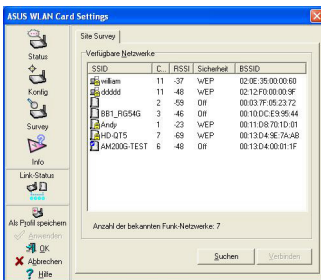 ASUS WLAN Card Settings
Status
Konfig
Survey
Info
Link-Status
Als Profil speichern
Anwenden
OK
Abbrechen
Hilfe
Site Survey
Verfügbare Netzwerke
SSID C... RSSI Sicherheit BSSID
william 11 -37 WEP 02:0E:35:00:00:60
ddddd 11 -48 WEP 02:12:F0:00:00:9F
2 -59 Off 00:03:7F:05:23:72
BB1_RG54G 3 -46 Off 00:10:DC:E9:95:44
Andy 1 -23 WEP 00:11:D8:70:1D:01
HD-QT5 7 -69 WEP 00:13:D4:9E:7A:AB
AM200G-TEST 6 -48 Off 00:13:D4:00:01:1F
Anzahl der bekannten Funk-Netzwerke: 7
Suchen
Verbinden